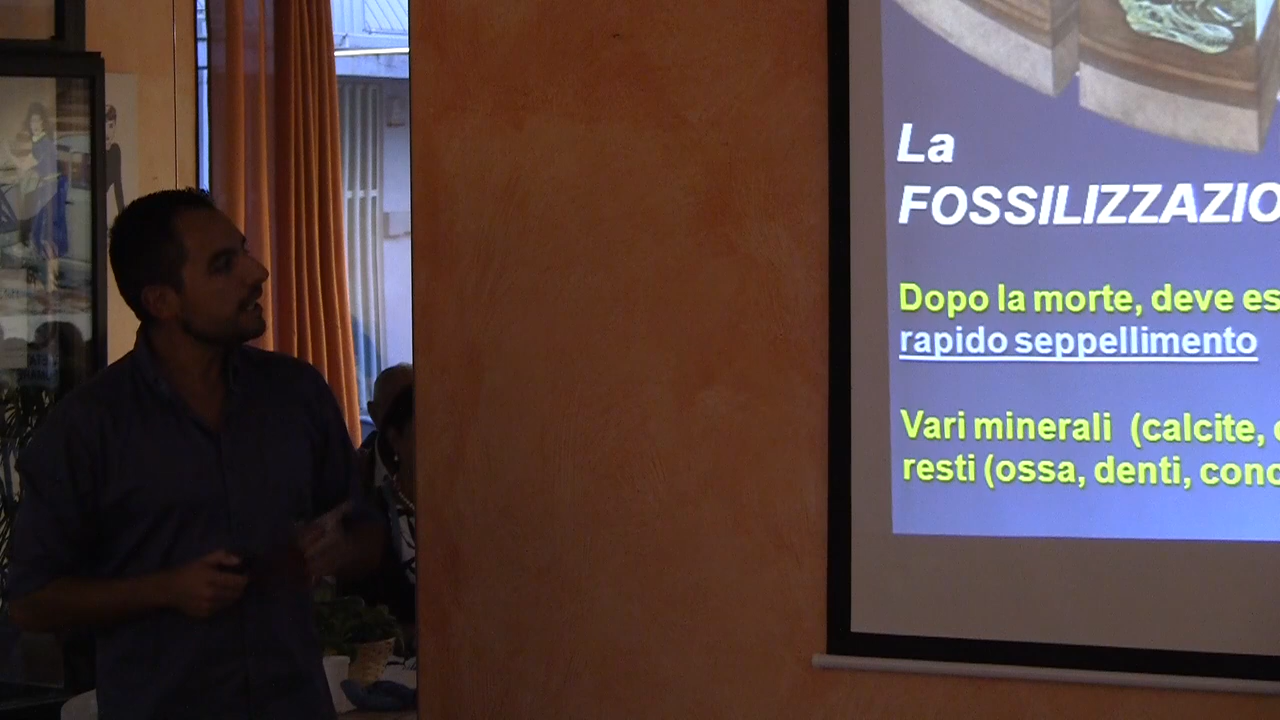 La
FOSSILIZZAZIO
Dopo la morte, deve es
rapido seppellimento
Vari minerali (calcite,
resti (ossa, denti, conc